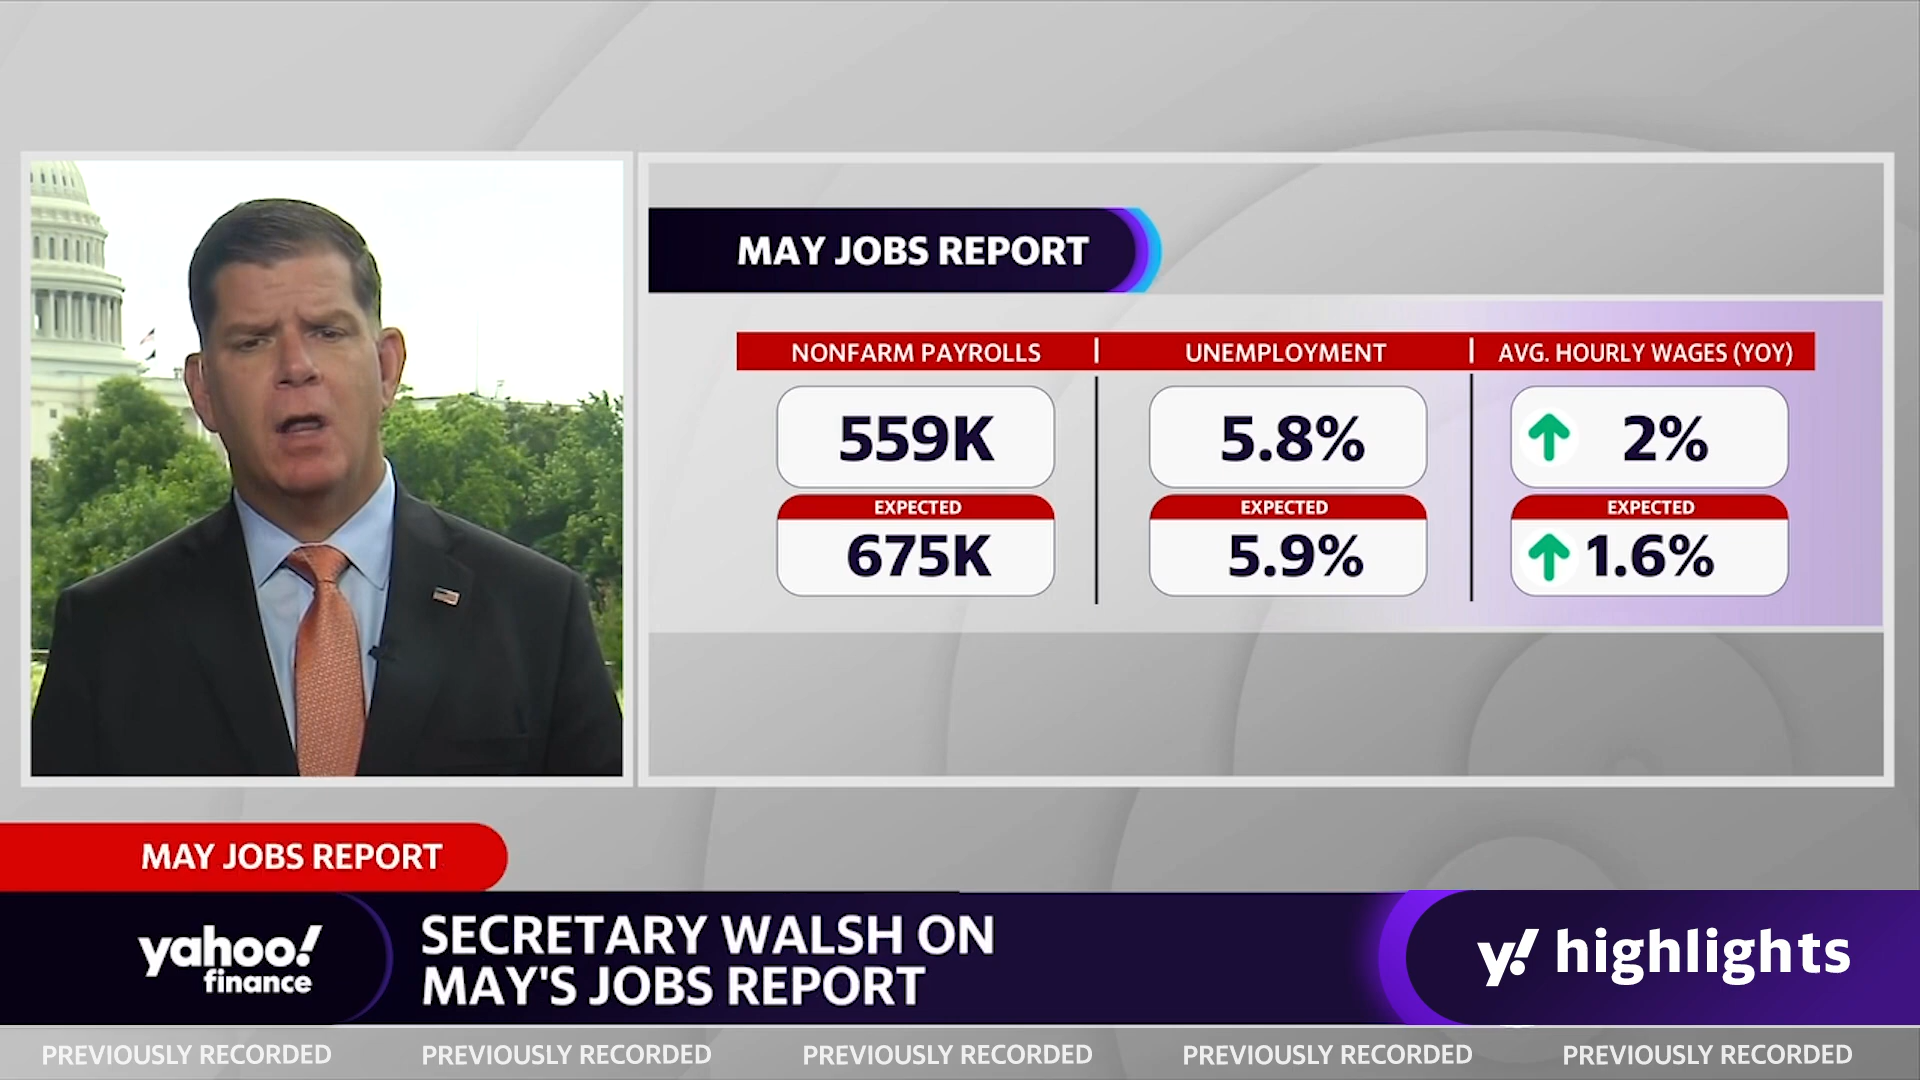 MAY JOBS REPORT
NONFARM PAYROLLS | UNEMPLOYMENT | AVG. HOURLY WAGES (YOY)
559K 5.8% 2%
EXPECTED EXPECTED EXPECTED
675K 5.9% 1.6%
MAY JOBS REPORT
SECRETARY WALSH ON
MAY'S JOBS REPORT
yahoo!
finance
y! highlights
PREVIOUSLY RECORDED PREVIOUSLY RECORDED PREVIOUSLY RECORDED PREVIOUSLY RECORDED PREVIOUSLY RECORDED